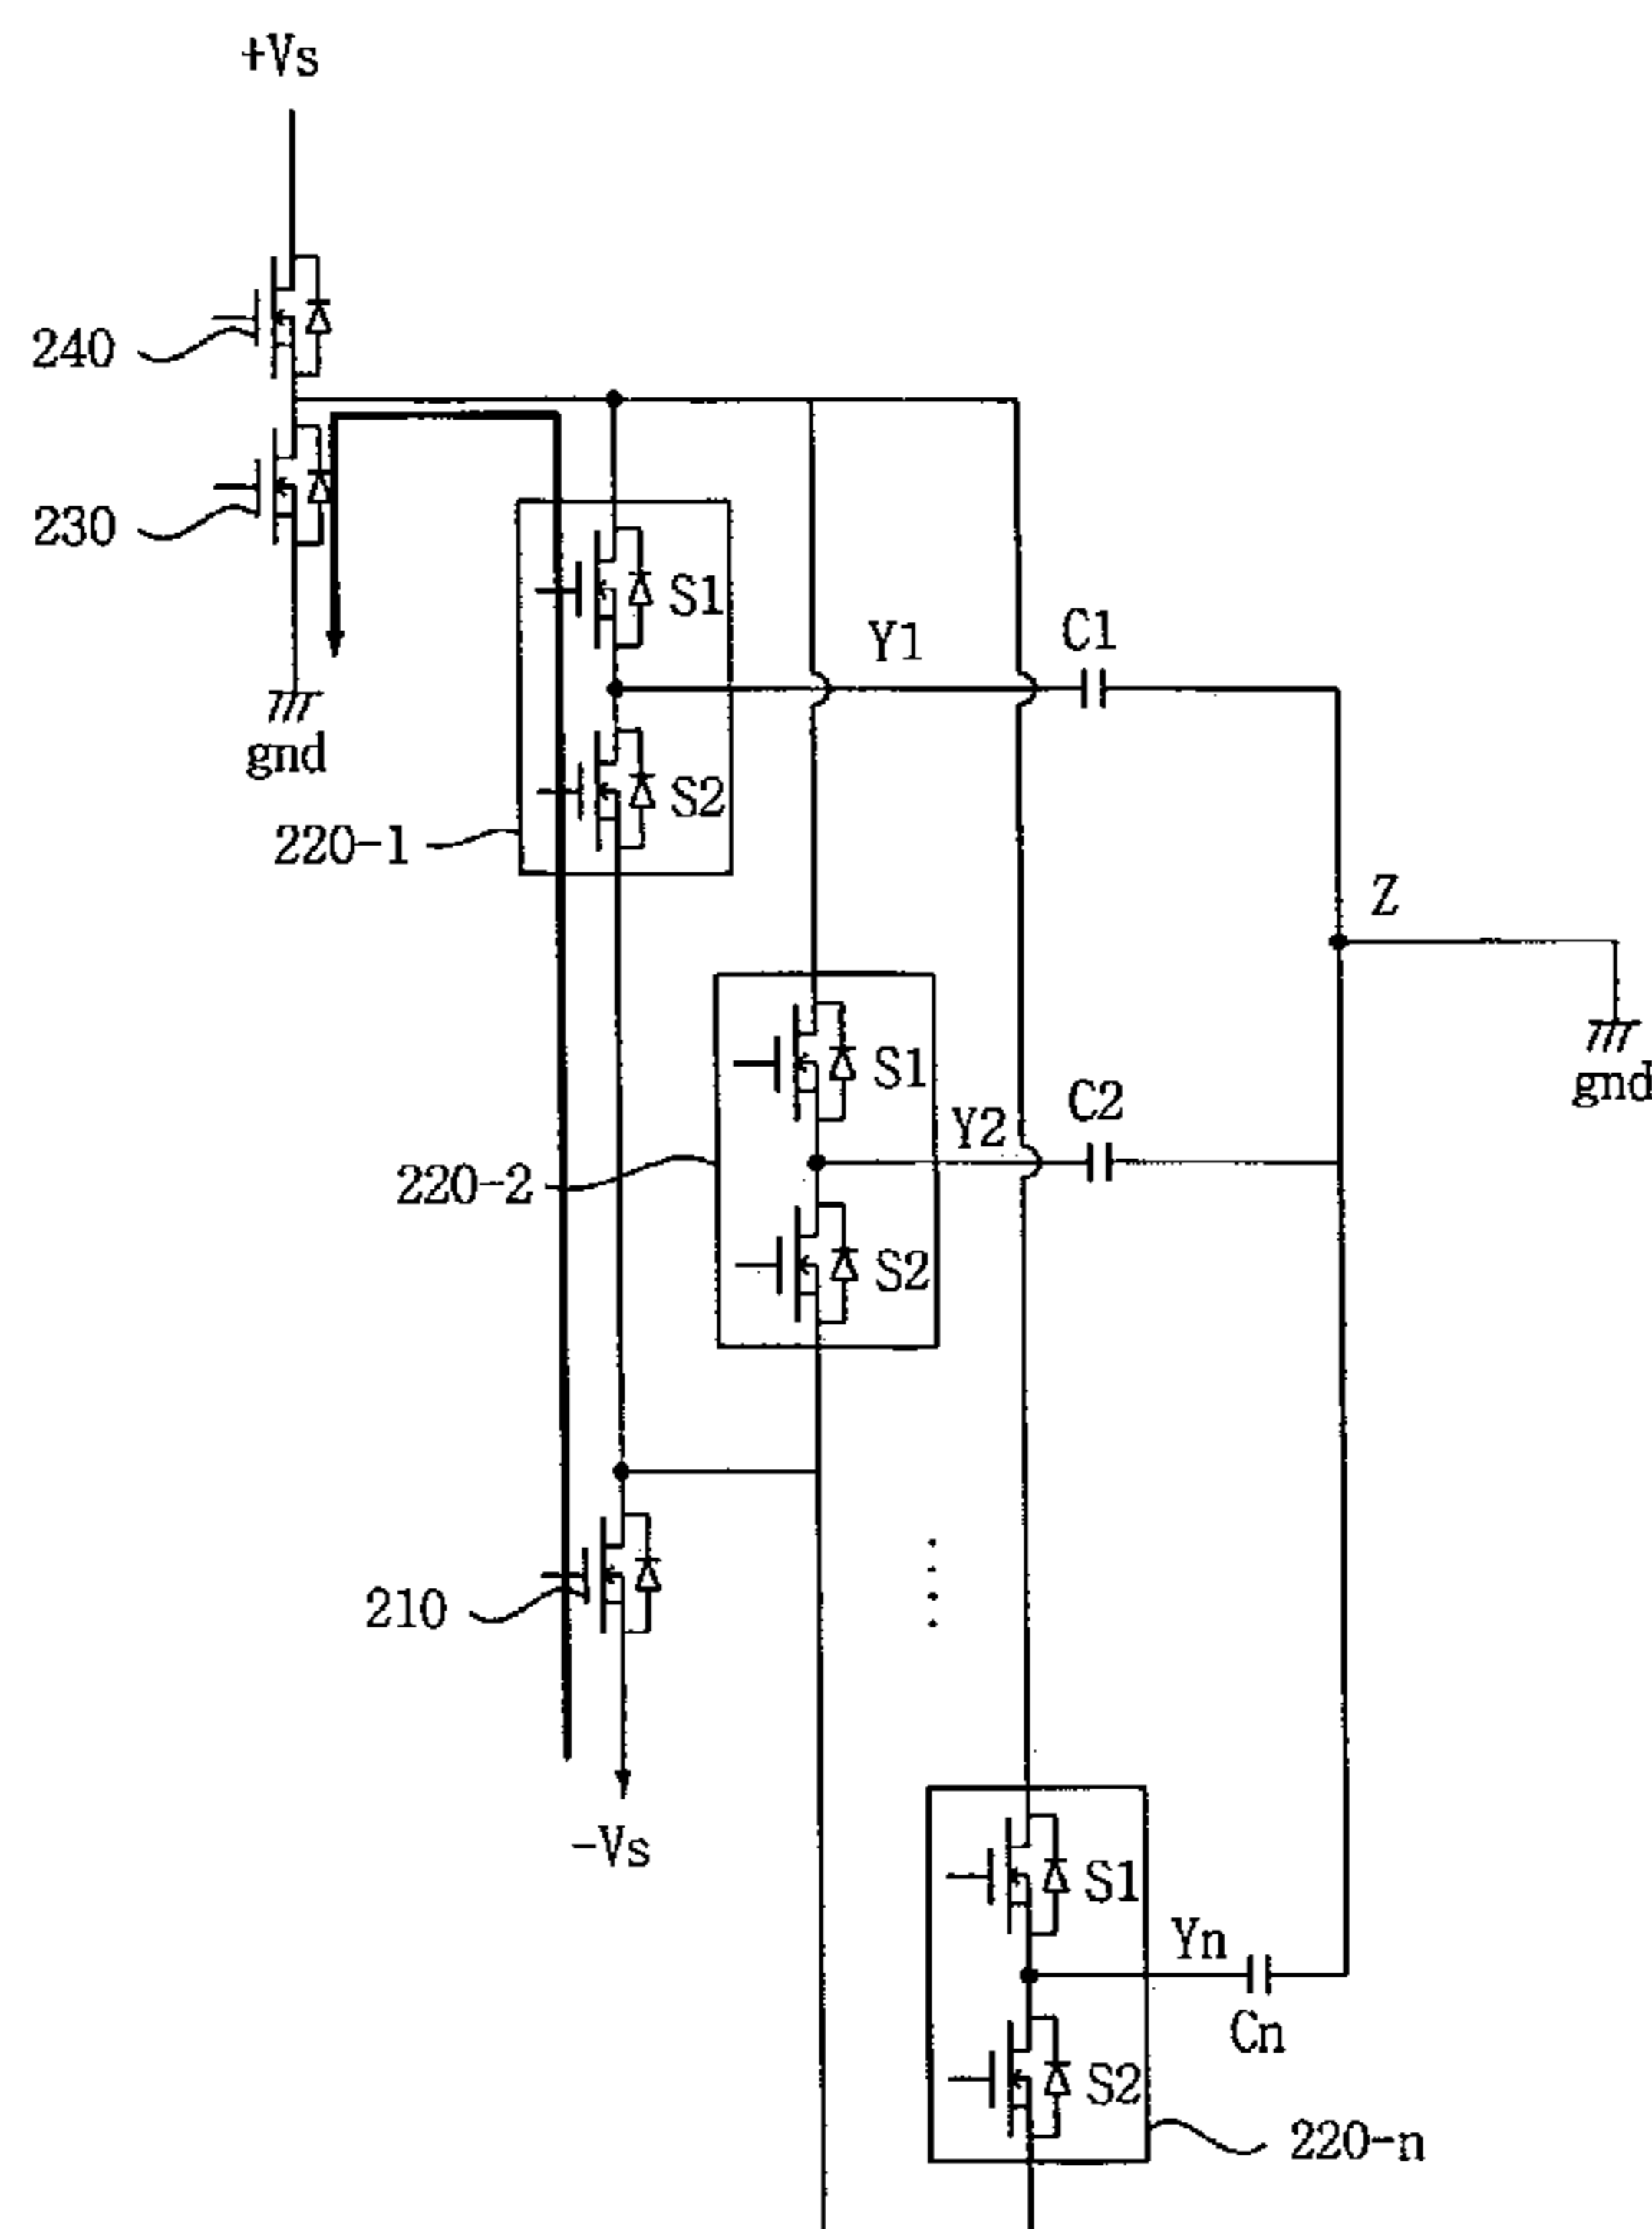 +Vs
240
230
gnd
S1
Y1
C1
S2
220-1
Z
gnd
S1
Y2
C2
220-2
S2
210
-Vs
S1
Yn
Cn
S2
220-n